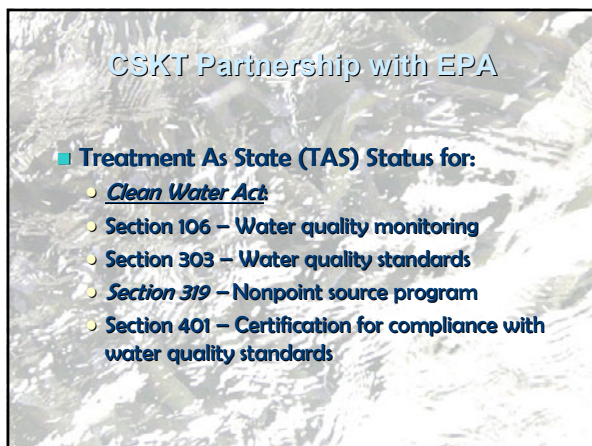 CSKT Partnership with EPA
Treatment As State (TAS) Status for:
Clean Water Act:
Section 106 – Water quality monitoring
Section 303 – Water quality standards
Section 319 – Nonpoint source program
Section 401 – Certification for compliance with
water quality standards